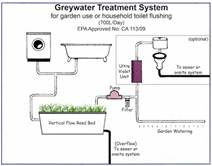 Greywater Treatment System
for garden use or household toilet flushing
(700L/Day)
EPA Approved No: CA 113/09
Ultra
Violet
Unit
To
sewer or
onsite system
Pump
Filter
Garden Watering
Vertical Flow Reed Bed
(Overflow)
To sewer or
onsite system